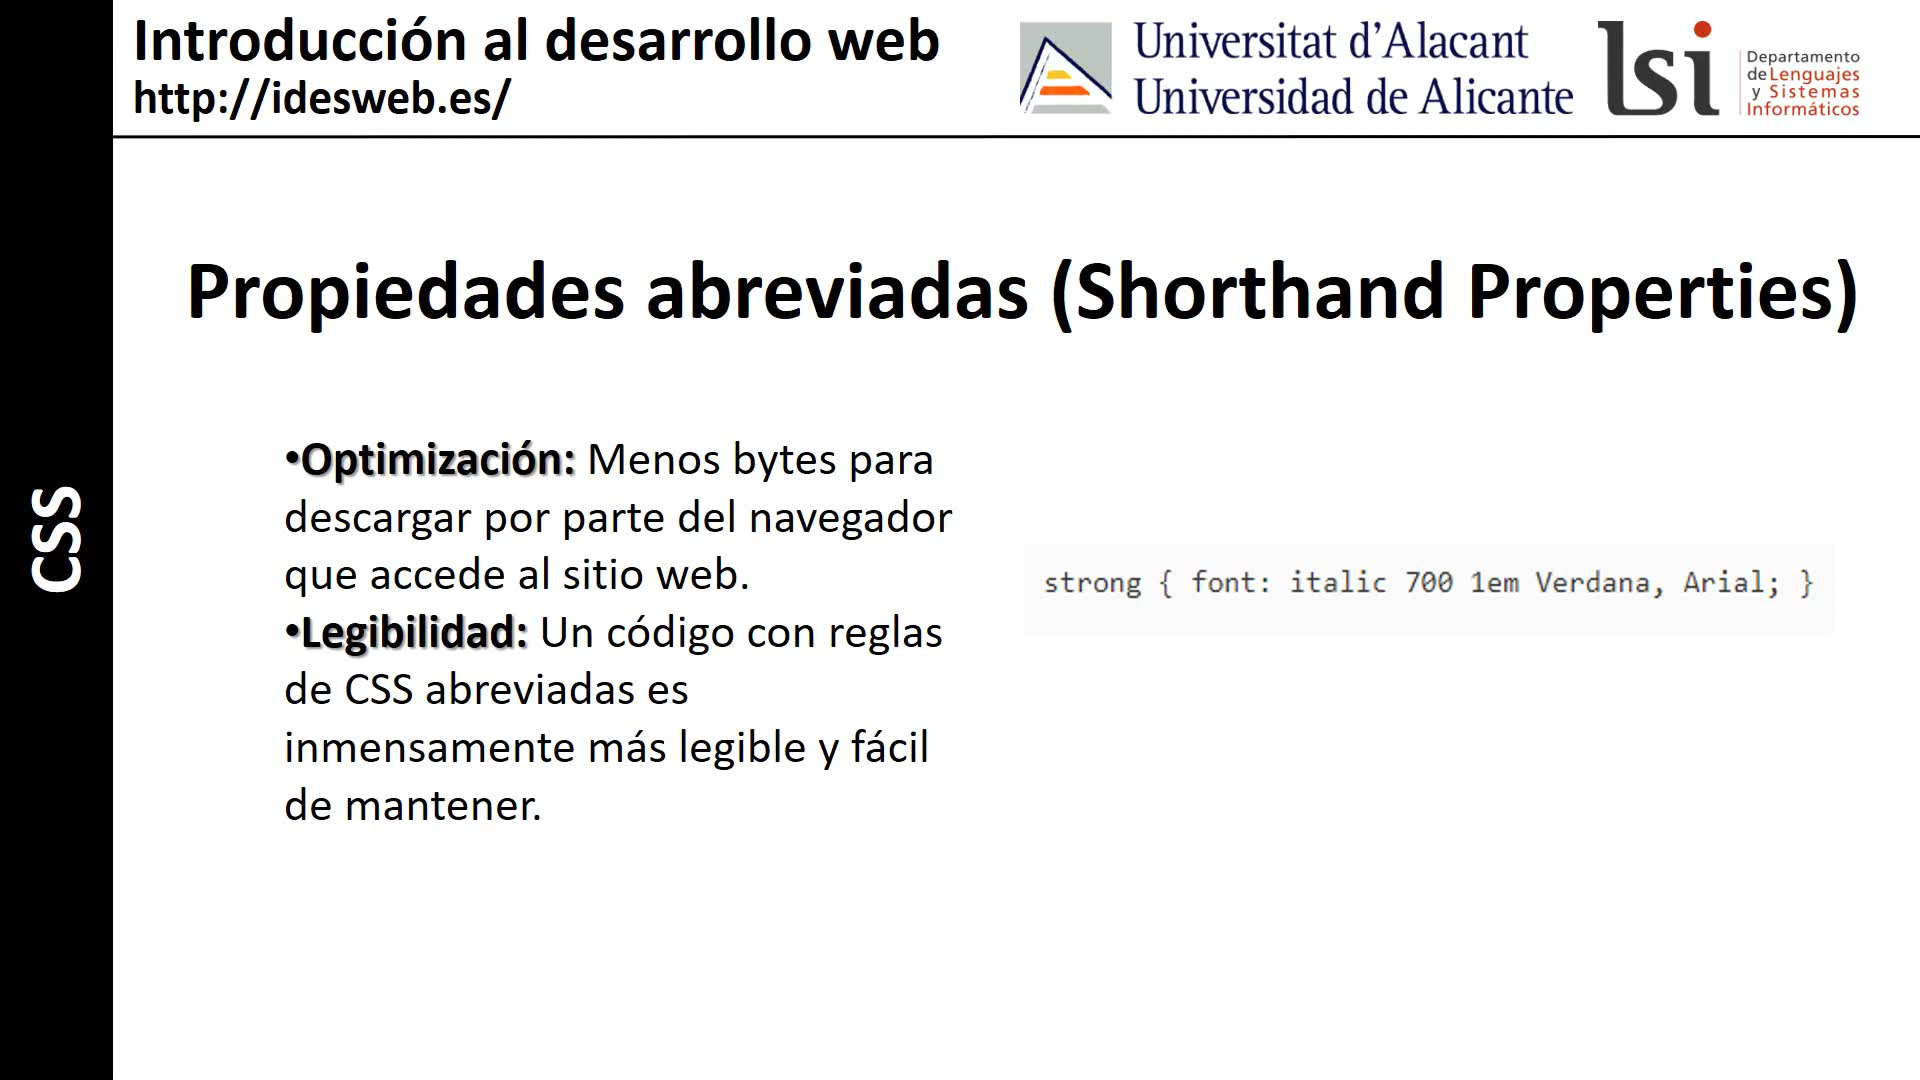 Introducción al desarrollo web
http://idesweb.es/
Universitat d'Alacant
Universidad de Alicante
lsi
Departamento
de Lenguajes
y Sistemas
Informáticos
CSS
Propiedades abreviadas (Shorthand Properties)
•Optimización: Menos bytes para
descargar por parte del navegador
que accede al sitio web.
•Legibilidad: Un código con reglas
de CSS abreviadas es
inmensamente más legible y fácil
de mantener.
strong { font: italic 700 1em Verdana, Arial; }